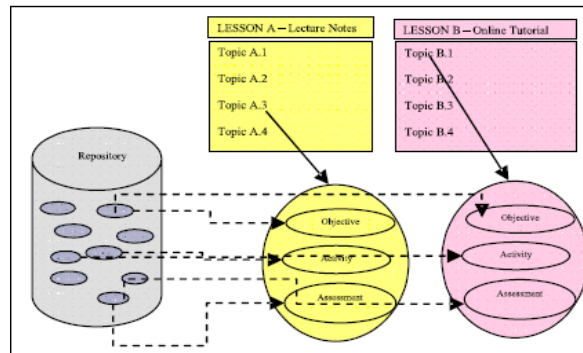 LESSON A – Lecture Notes
Topic A.1
Topic A.2
Topic A.3
Topic A.4
LESSON B – Online Tutorial
Topic B.1
Topic B.2
Topic B.3
Topic B.4
Repository
Objective
Activity
Assessment
Objective
Activity
Assessment